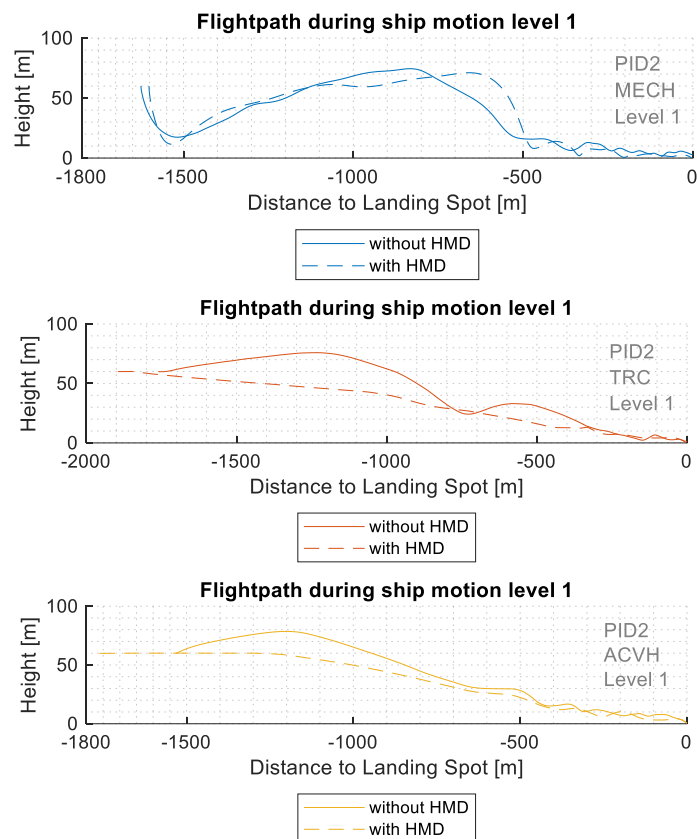 Flightpath during ship motion level 1
100
50
0
Height [m]
PID2
MECH
Level 1
-1800
-1500
-1000
-500
0
Distance to Landing Spot [m]
without HMD
with HMD
Flightpath during ship motion level 1
100
50
0
Height [m]
PID2
TRC
Level 1
-2000
-1500
-1000
-500
0
Distance to Landing Spot [m]
without HMD
with HMD
Flightpath during ship motion level 1
100
50
0
Height [m]
PID2
ACVH
Level 1
-1800
-1500
-1000
-500
0
Distance to Landing Spot [m]
without HMD
with HMD